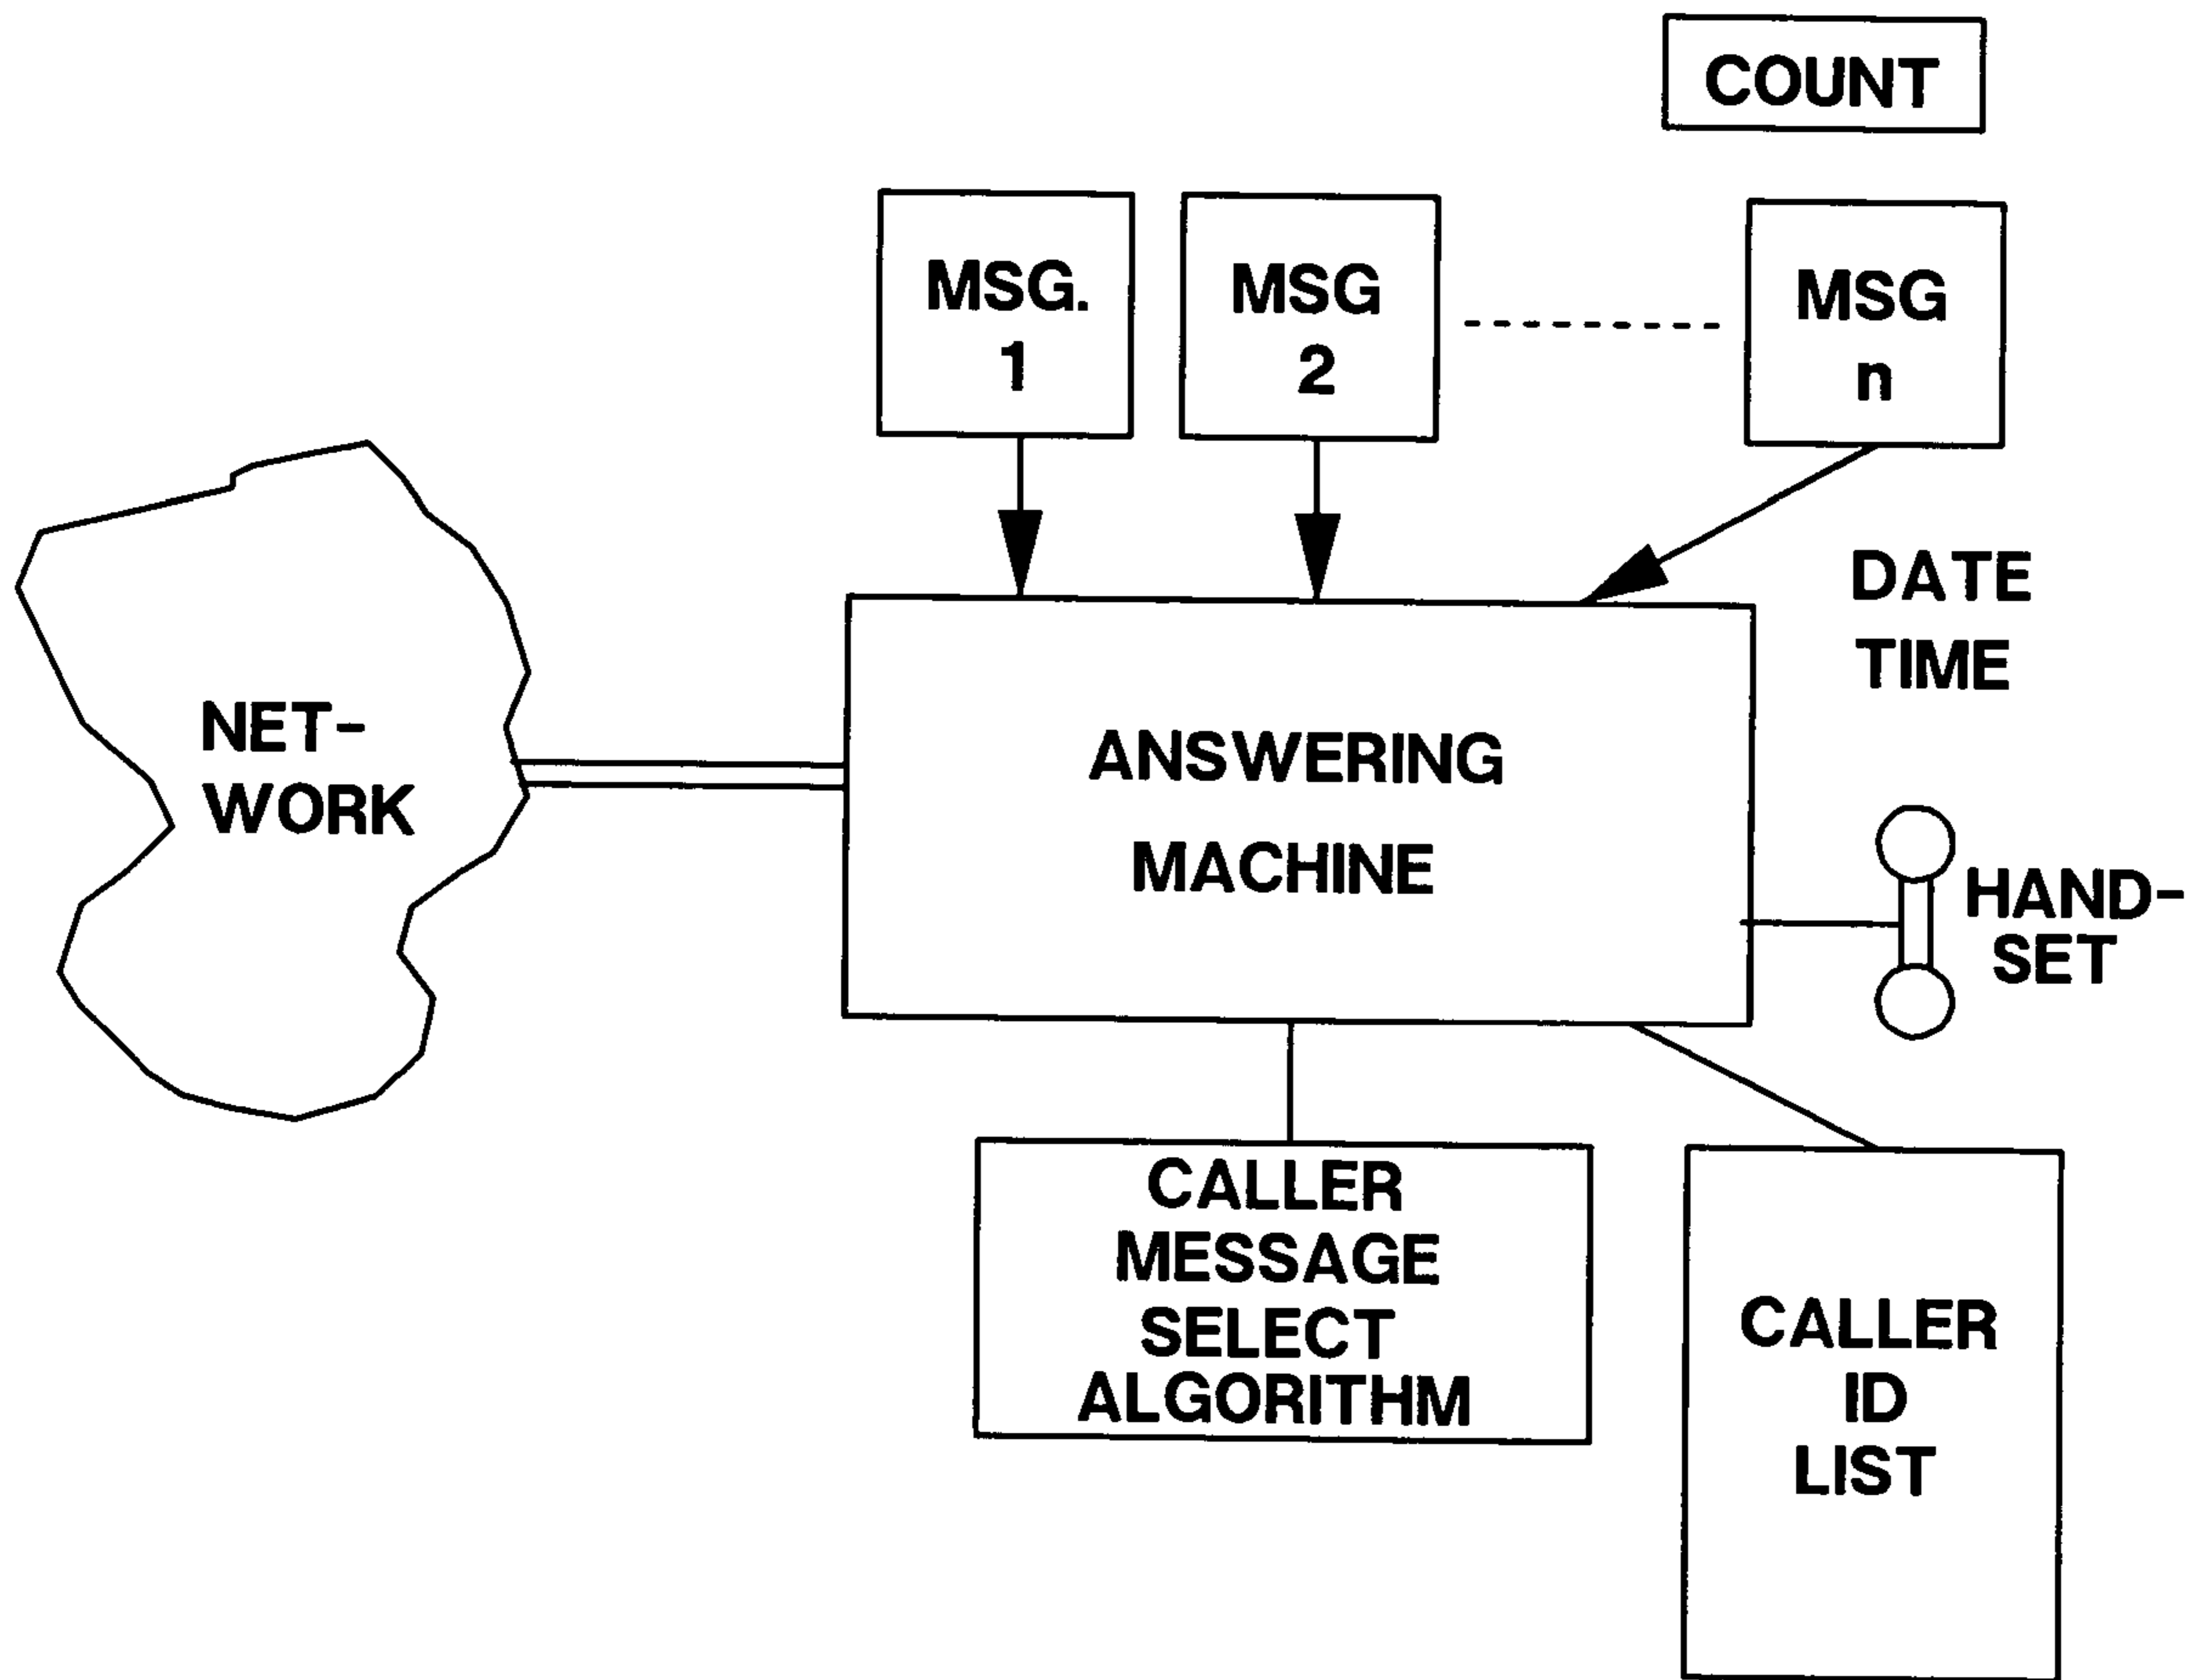 COUNT
MSG.
1
MSG
2
MSG
n
DATE
TIME
NET-
WORK
ANSWERING
MACHINE
HAND-
SET
CALLER
MESSAGE
SELECT
ALGORITHM
CALLER
ID
LIST